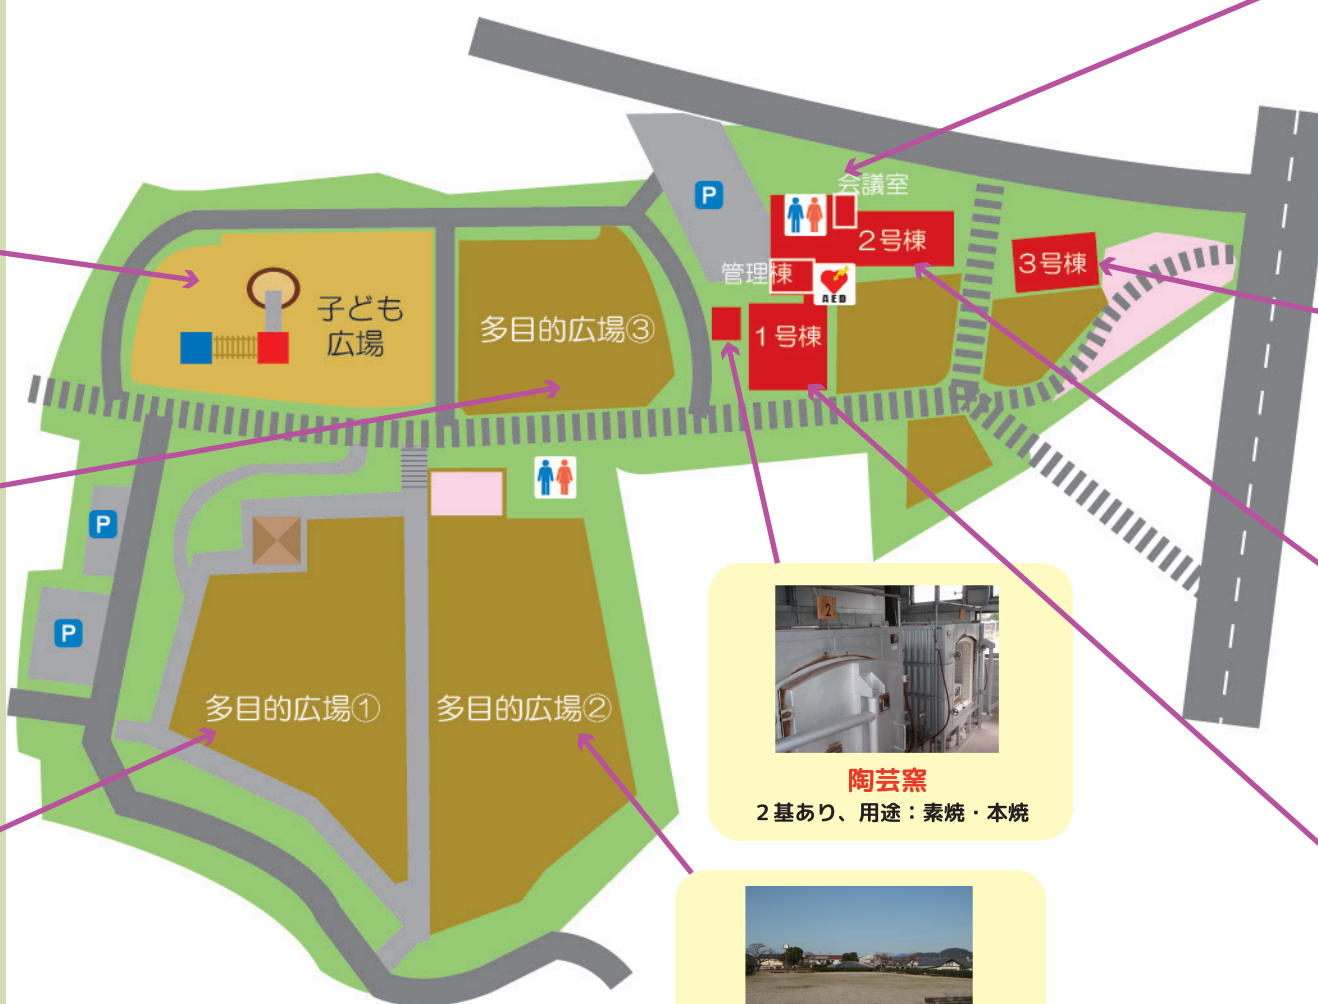 会議室
P
2号棟
3号棟
管理棟
AED
子ども
広場
多目的広場③
1号棟
P
P
多目的広場①
多目的広場②
2
陶芸窯
2基あり、用途：素焼・本焼